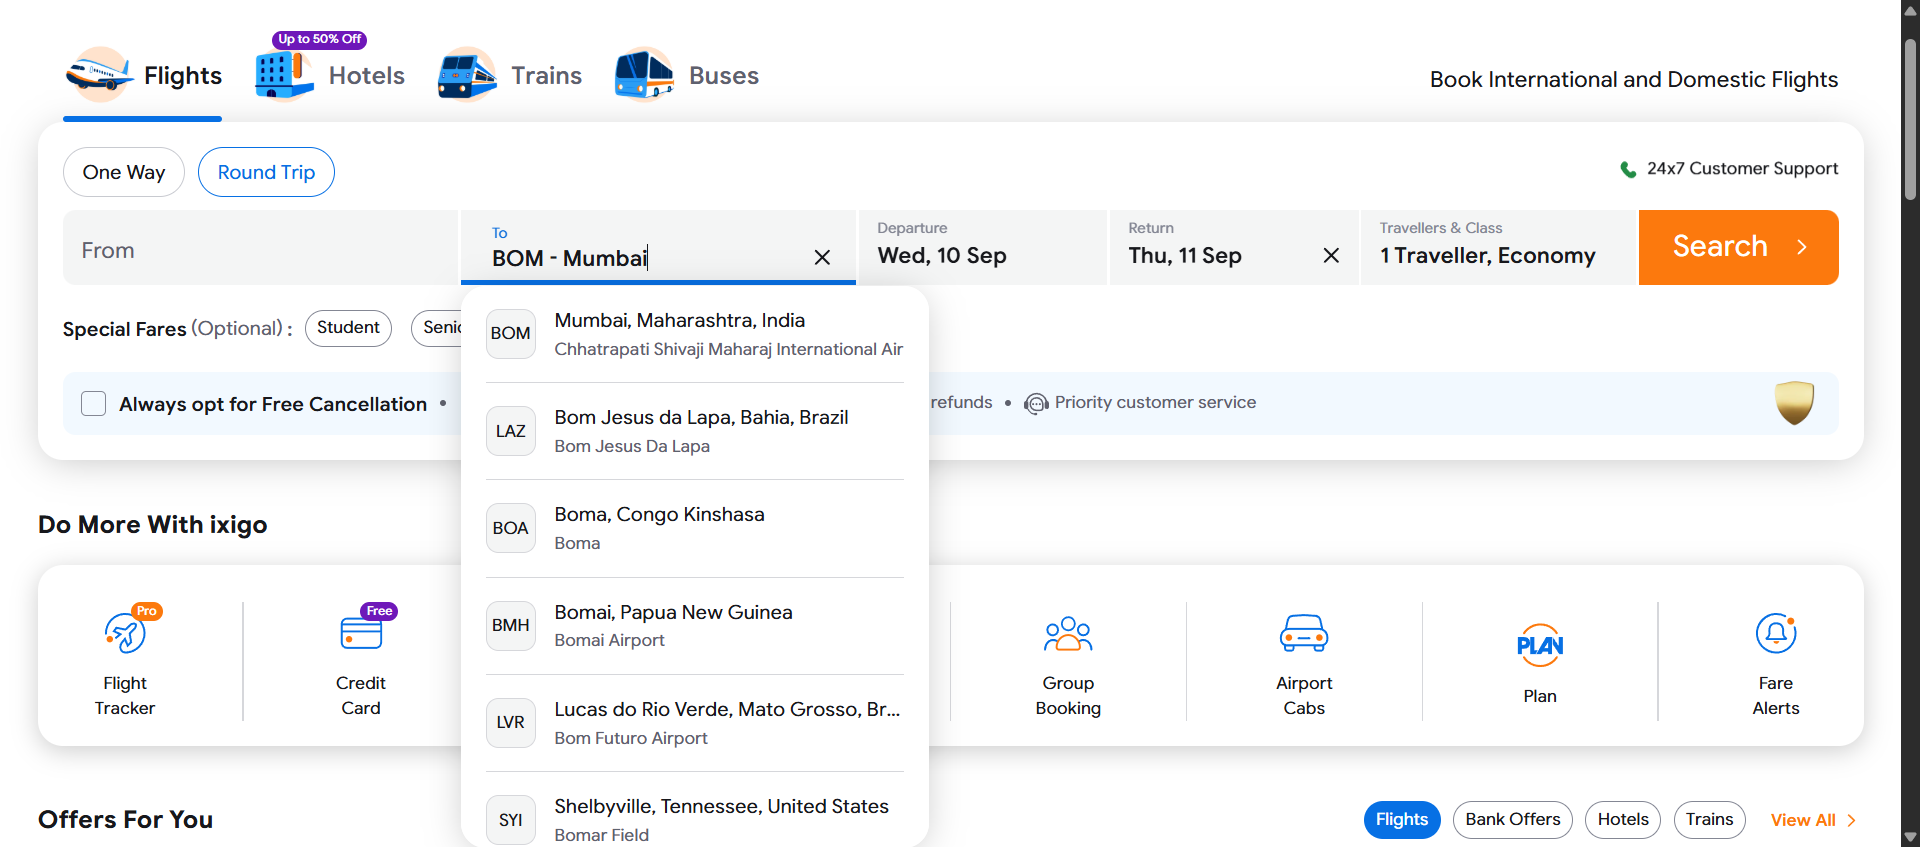 Up to 50% Off
Flights
Hotels
Trains
Buses
Book International and Domestic Flights
One Way
Round Trip
24x7 Customer Support
From
To
BOM - Mumbai
Departure
Wed, 10 Sep
Return
Thu, 11 Sep
Travellers & Class
1 Traveller, Economy
Search
Special Fares (Optional) :
Student
Senio
BOM
Mumbai, Maharashtra, India
Chhatrapati Shivaji Maharaj International Air
Always opt for Free Cancellation •
refunds • Priority customer service
LAZ
Bom Jesus da Lapa, Bahia, Brazil
Bom Jesus Da Lapa
BOA
Boma, Congo Kinshasa
Boma
BMH
Bomai, Papua New Guinea
Bomai Airport
LVR
Lucas do Rio Verde, Mato Grosso, Br...
Bom Futuro Airport
SYI
Shelbyville, Tennessee, United States
Bomar Field
Do More With ixigo
Pro
Flight
Tracker
Free
Credit
Card
Group
Booking
Airport
Cabs
PLAN
Plan
Fare
Alerts
Offers For You
Flights
Bank Offers
Hotels
Trains
View All